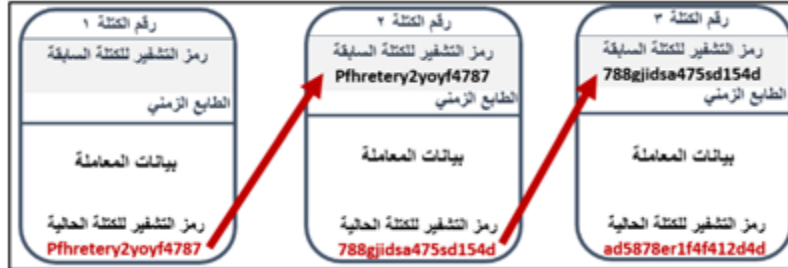 رقم الكتلة ١
رمز التشفير للكتلة السابقة
الطابع الزمني
بيانات المعاملة
رمز التشفير للكتلة الحالية
Pfhretery2yoyf4787
رقم الكتلة ٢
رمز التشفير للكتلة السابقة
Pfhretery2yoyf4787
الطابع الزمني
بيانات المعاملة
رمز التشفير للكتلة الحالية
788gjidsa475sd154d
رقم الكتلة ٣
رمز التشفير للكتلة السابقة
788gjidsa475sd154d
الطابع الزمني
بيانات المعاملة
رمز التشفير للكتلة الحالية
ad5878er1f4f412d4d